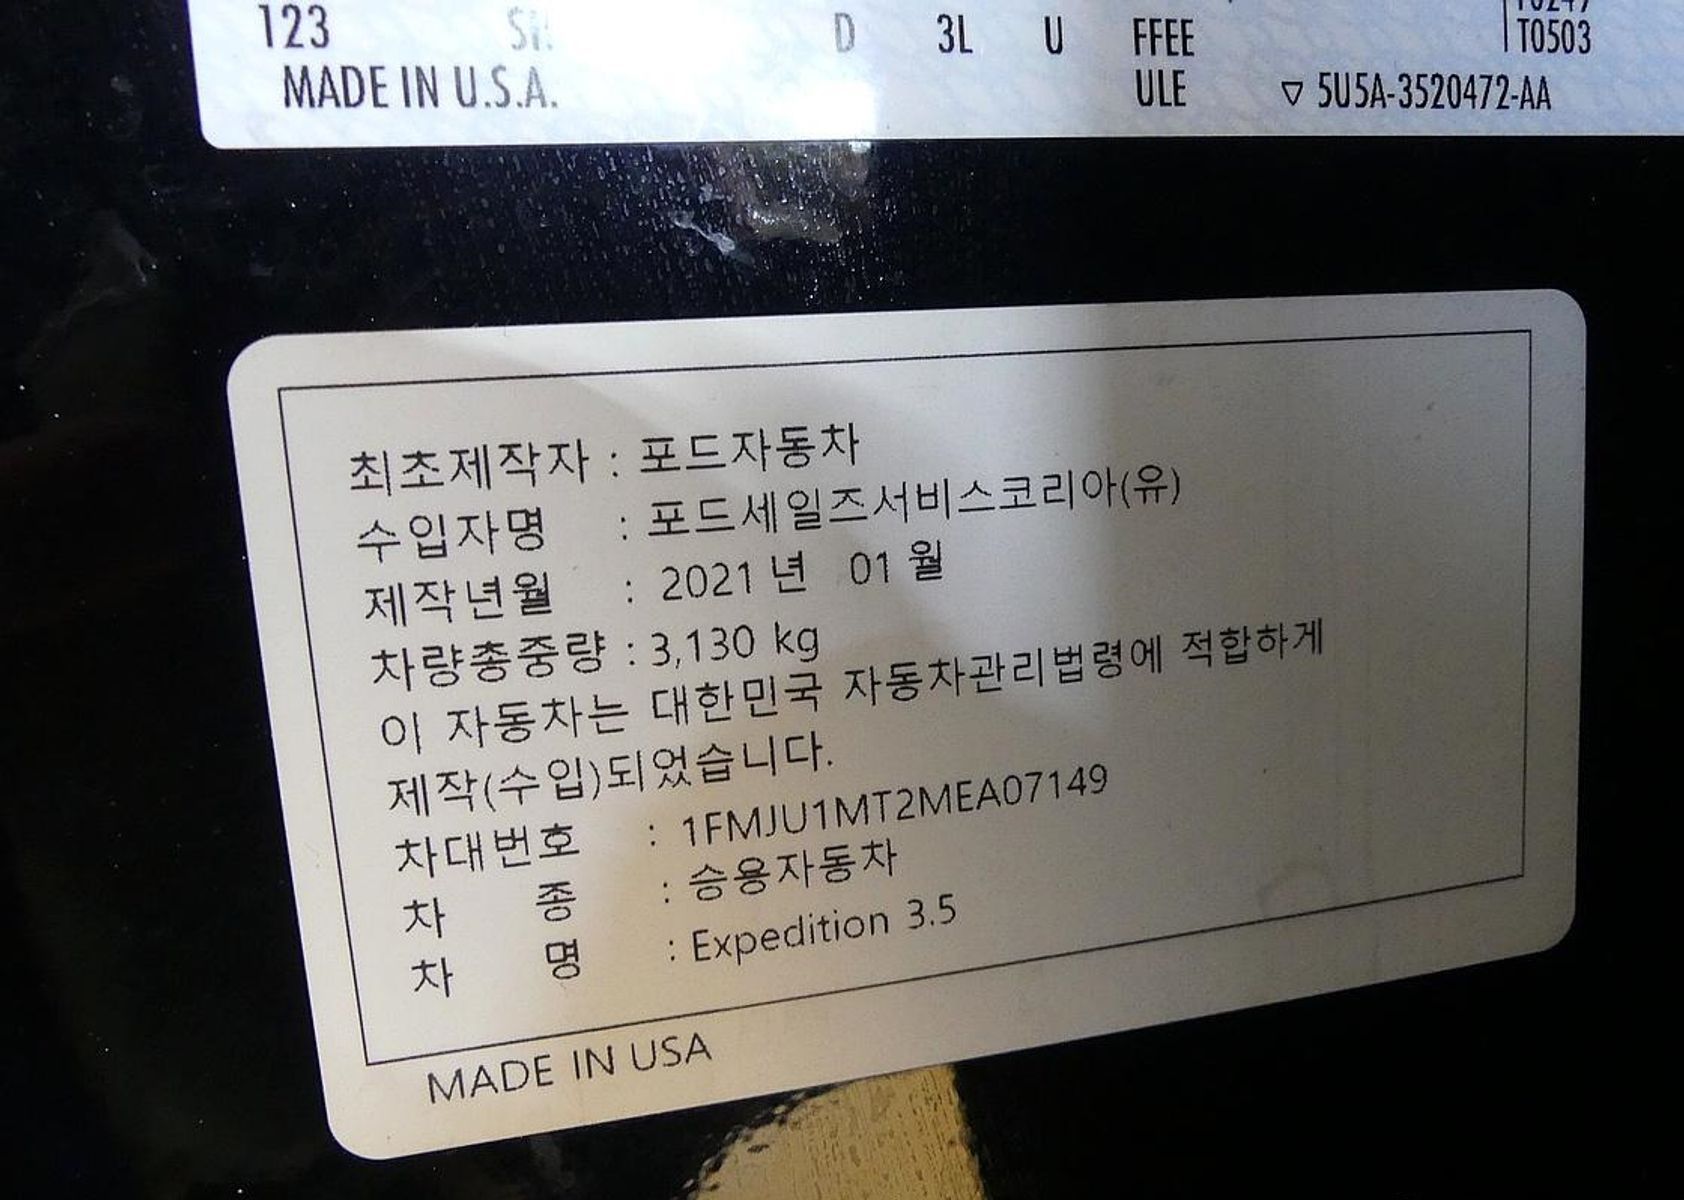 T0503
123 D 3L U FFEE
MADE IN U.S.A. ULE ▽ 5U5A-3520472-AA
최초제작자 : 포드자동차
수입자명 : 포드세일즈서비스코리아(유)
제작년월 : 2021 년 01 월
차량총중량 : 3,130 kg
이 자동차는 대한민국 자동차관리법령에 적합하게
제작(수입)되었습니다.
차대번호 : 1FMJU1MT2MEA07149
차 종 : 승용자동차
차 명 : Expedition 3.5
MADE IN USA